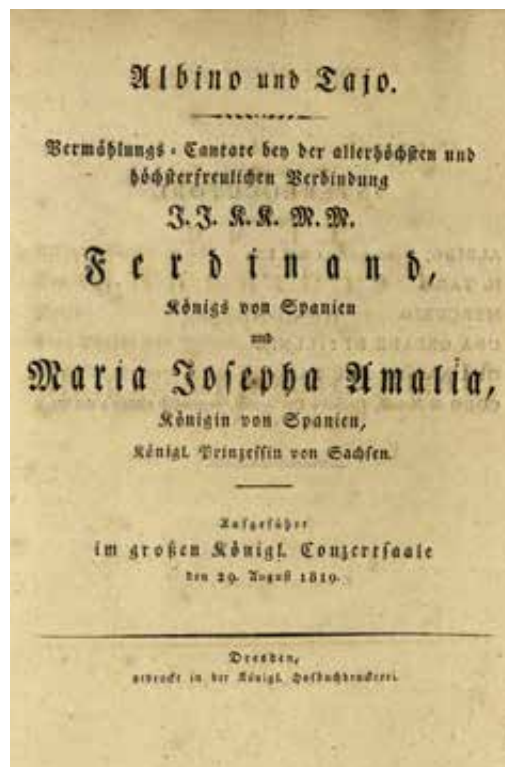 Albino und Tajo.
Vermählungs-Cantate bey der allerhöchsten und
höchsterfreulichen Verbindung
J. J. K. K. M. M.
Ferdinand,
Königs von Spanien
und
Maria Josepha Amalia,
Königin von Spanien,
Königl. Prinzessin von Sachsen.
Aufgeführt
im großen Königl. Conzertsaale
den 29. August 1819.
Dresden,
gedruckt in der Königl. Hofbuchdruckerei.